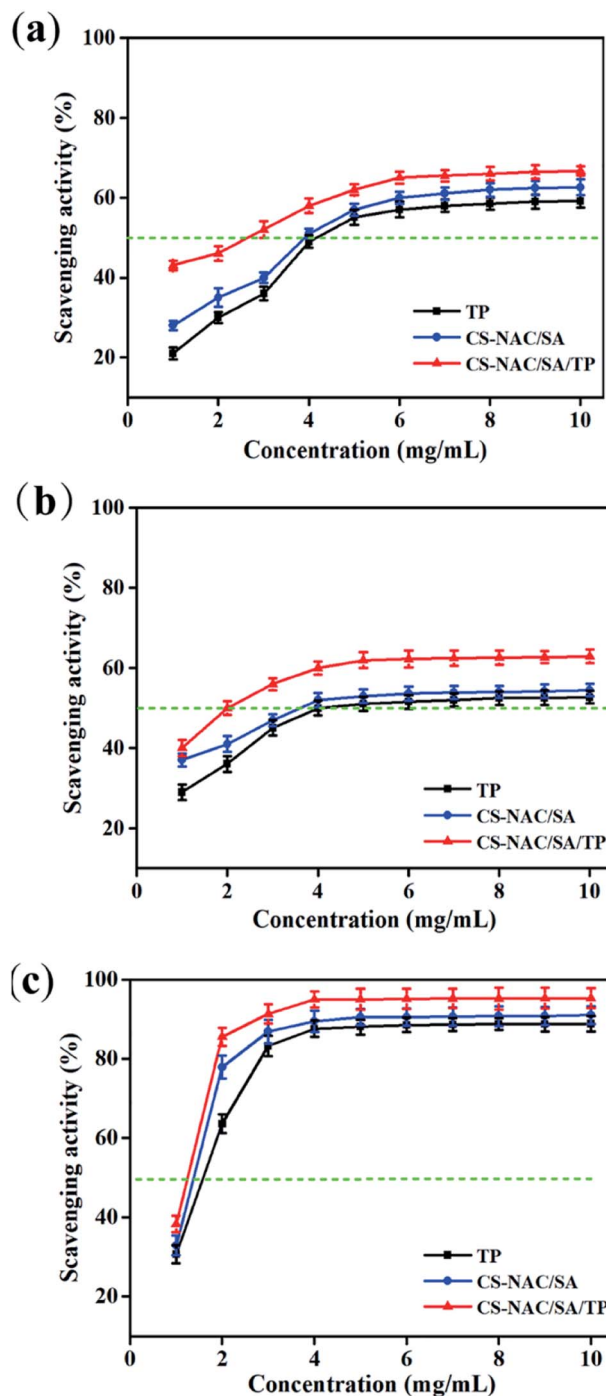 (a)
100
80
60
40
20
Scavenging activity (%)
TP
CS-NAC/SA
CS-NAC/SA/TP
0 2 4 6 8 10
Concentration (mg/mL)
(b)
100
80
60
40
20
Scavenging activity (%)
TP
CS-NAC/SA
CS-NAC/SA/TP
0 2 4 6 8 10
Concentration (mg/mL)
(c)
100
80
60
40
20
Scavenging activity (%)
TP
CS-NAC/SA
CS-NAC/SA/TP
0 2 4 6 8 10
Concentration (mg/mL)